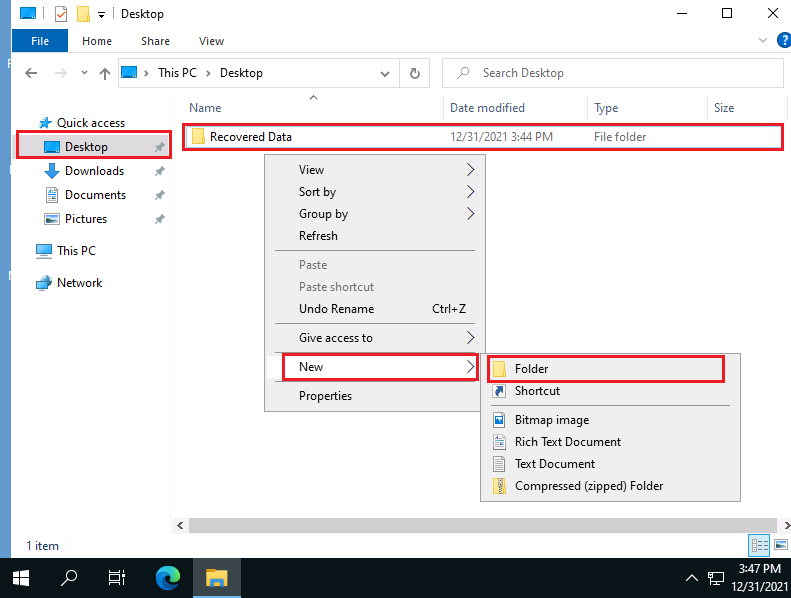 Desktop
File Home Share View
This PC Desktop
Search Desktop
Name Date modified Type Size
Quick access
Desktop
Downloads
Documents
Pictures
This PC
Network
Recovered Data 12/31/2021 3:44 PM File folder
View
Sort by
Group by
Refresh
Paste
Paste shortcut
Undo Rename Ctrl+Z
Give access to
New
Properties
Folder
Shortcut
Bitmap image
Rich Text Document
Text Document
Compressed (zipped) Folder
1 item
3:47 PM
12/31/2021